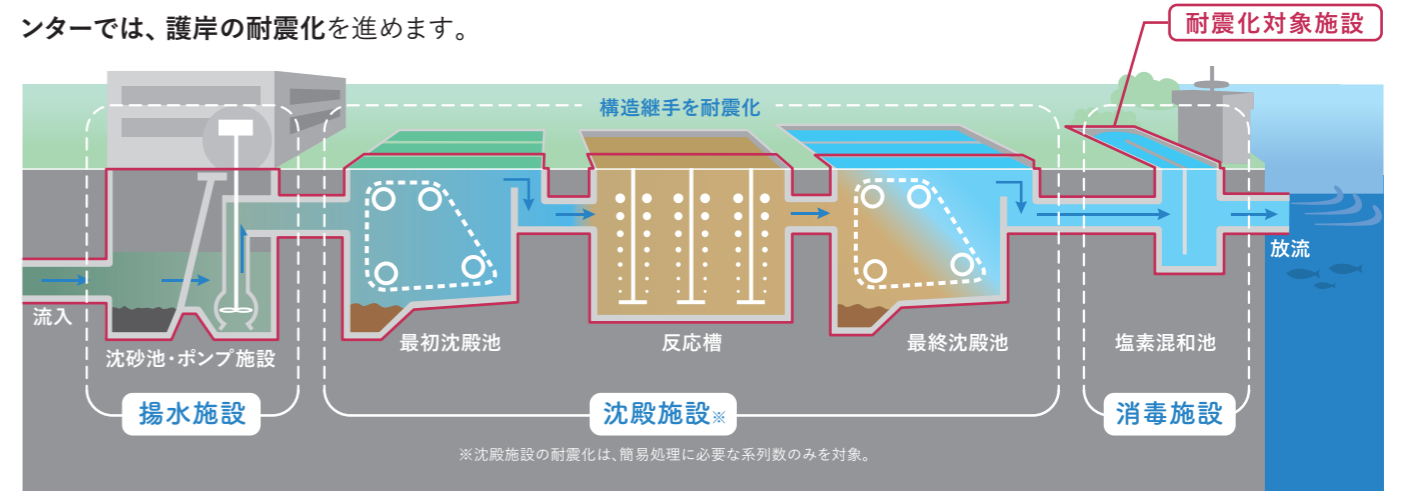 ンターでは、護岸の耐震化を進めます。
耐震化対象施設
構造継手を耐震化
流入
放流
沈砂池・ポンプ施設
最初沈殿池
反応槽
最終沈殿池
塩素混和池
揚水施設
沈殿施設※
消毒施設
※沈殿施設の耐震化は、簡易処理に必要な系列数のみを対象。